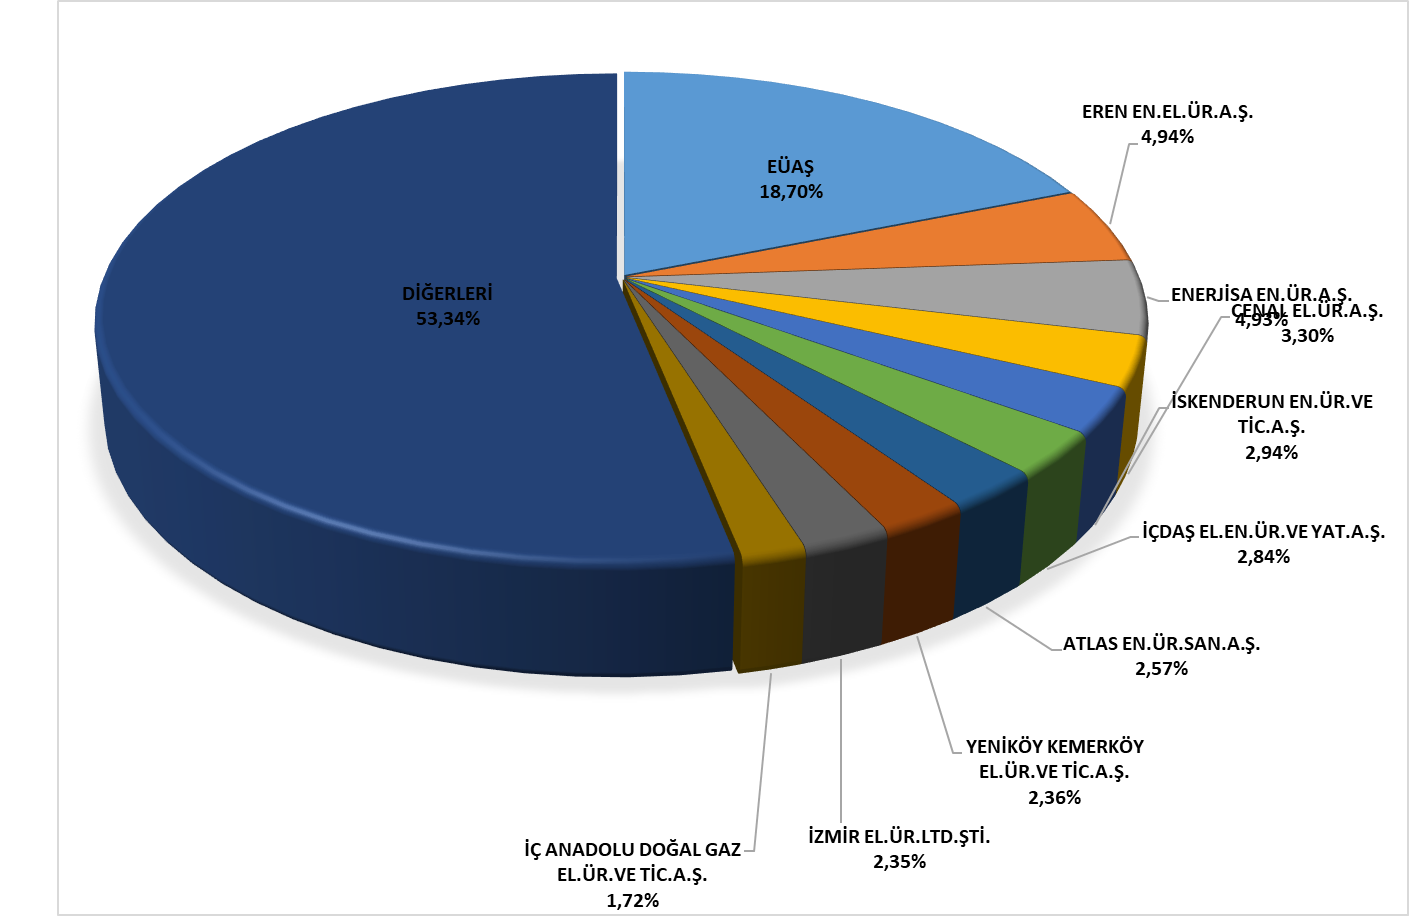 EREN EN.EL.ÜR.A.Ş.
4,94%
EÜAŞ
18,70%
DİĞERLERİ
53,34%
ENERJİSA EN.ÜR.A.Ş.
4,93%
CENAL EL.ÜR.A.Ş.
3,30%
İSKENDERUN EN.ÜR.VE
TİC.A.Ş.
2,94%
İÇDAŞ EL.EN.ÜR.VE YAT.A.Ş.
2,84%
ATLAS EN.ÜR.SAN.A.Ş.
2,57%
YENİKÖY KEMERKÖY
EL.ÜR.VE TİC.A.Ş.
2,36%
İZMİR EL.ÜR.LTD.ŞTİ.
2,35%
İÇ ANADOLU DOĞAL GAZ
EL.ÜR.VE TİC.A.Ş.
1,72%